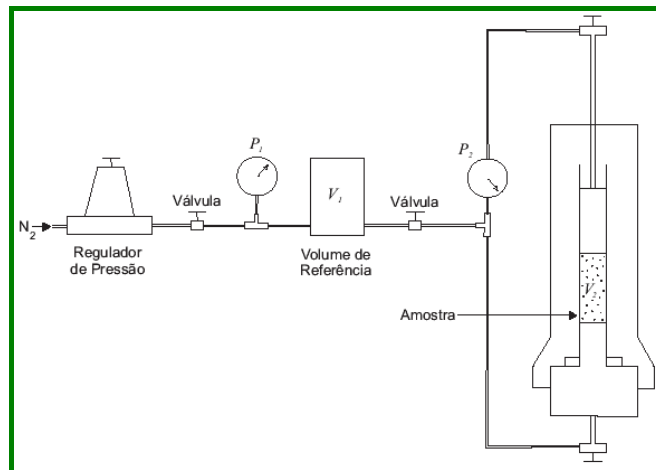 P₁
P₂
Válvula
V₁
Válvula
N₂
Regulador
de Pressão
Volume de
Referência
V₂
Amostra